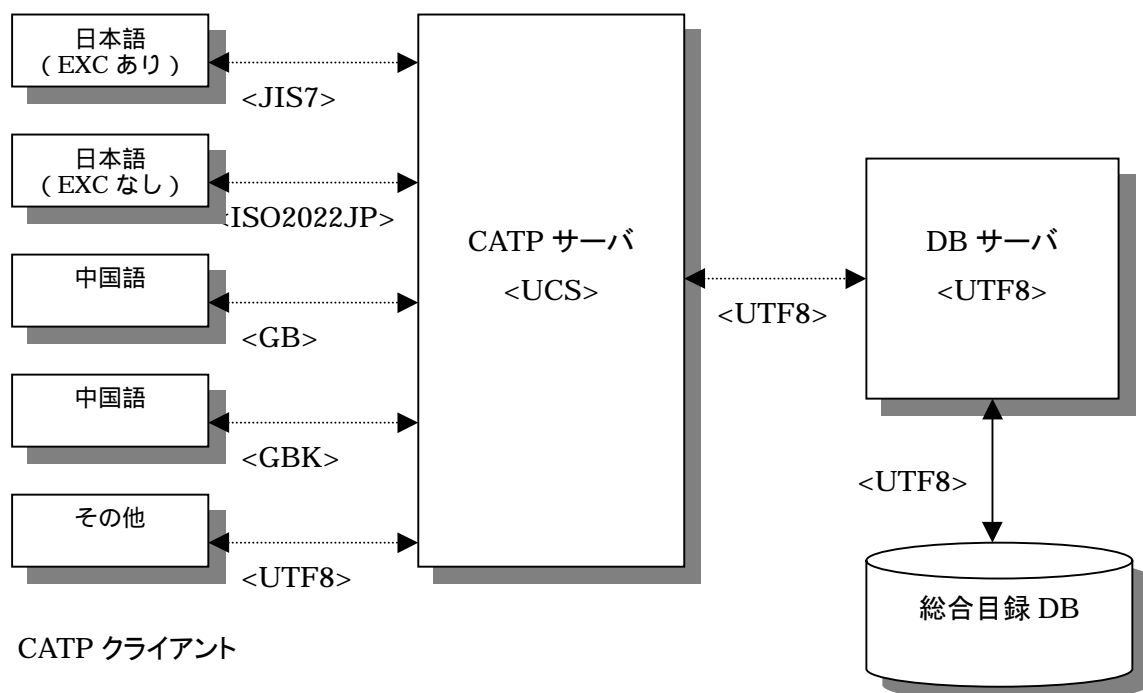 日本語
( EXC あり )
<JIS7>
日本語
( EXC なし )
<ISO2022JP>
中国語
<GB>
中国語
<GBK>
その他
<UTF8>
CATP クライアント
CATP サーバ
<UCS>
<UTF8>
DB サーバ
<UTF8>
<UTF8>
総合目録 DB